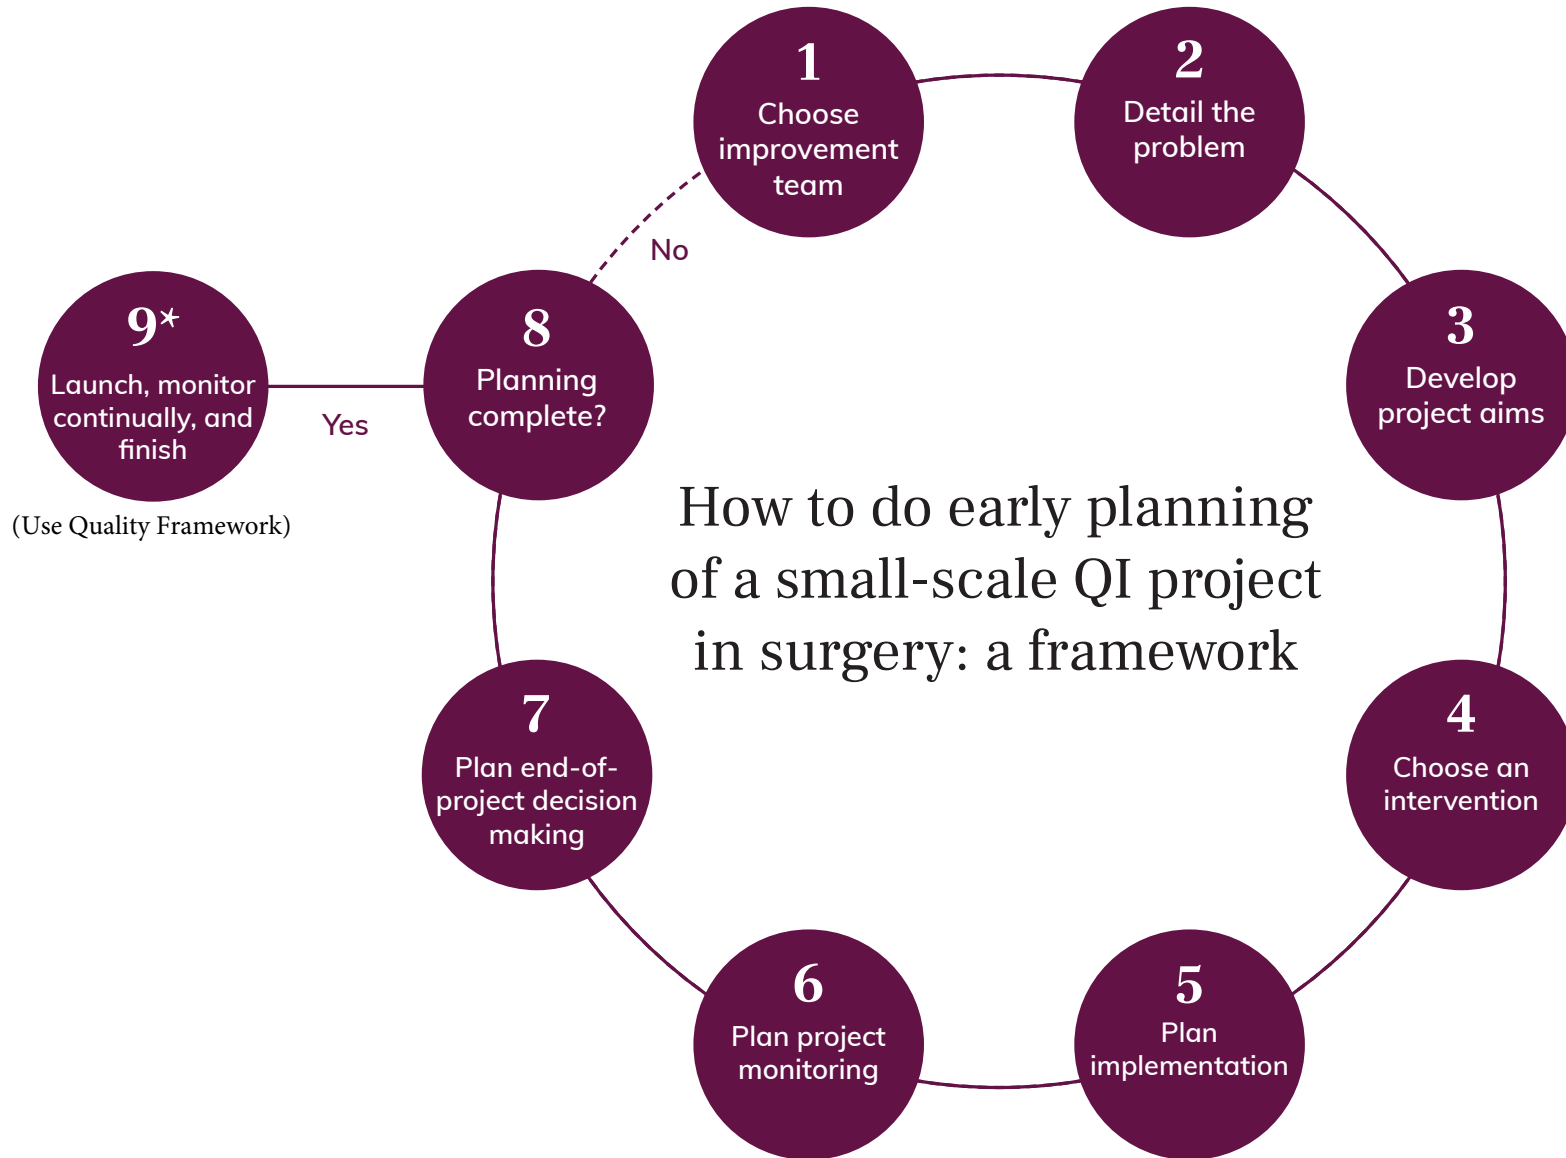 1
Choose
improvement
team
2
Detail the
problem
3
Develop
project aims
4
Choose an
intervention
5
Plan
implementation
6
Plan project
monitoring
7
Plan end-of-
project decision
making
8
Planning
complete?
No
Yes
9*
Launch, monitor
continually, and
finish
(Use Quality Framework)
How to do early planning
of a small-scale QI project
in surgery: a framework